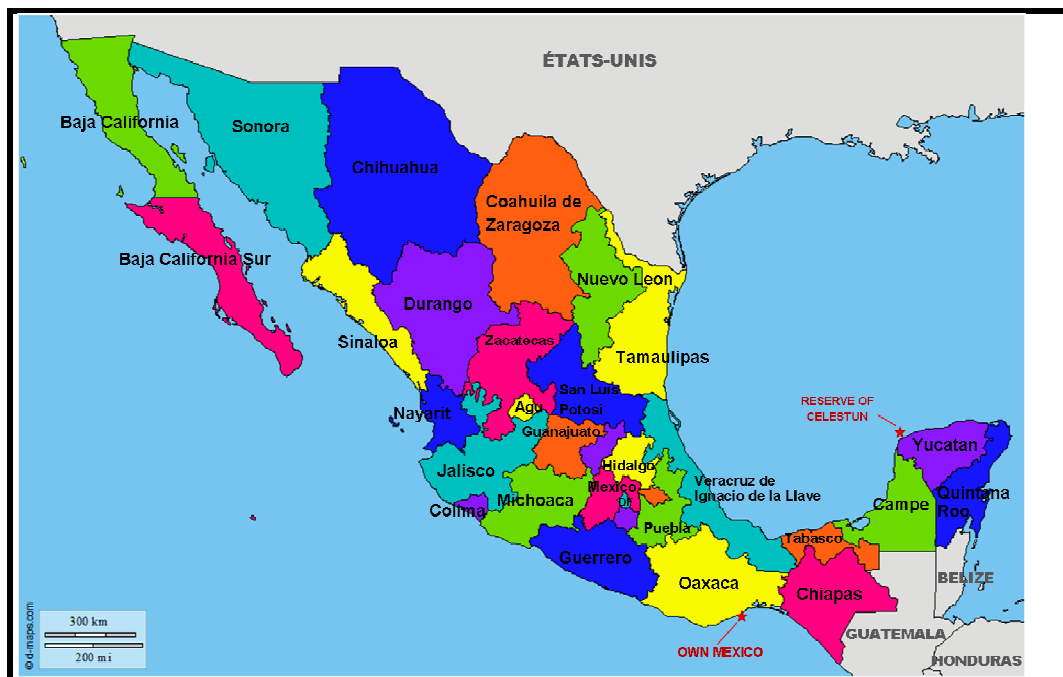 ÉTATS-UNIS
Baja California
Sonora
Chihuahua
Coahuila de
Zaragoza
Baja California Sur
Nuevo Leon
Durango
Sinaloa
Zacatecas
Tamaulipas
San Luis
Potosi
Nayarit
Agu
Guanajuato
RESERVE OF
CELESTUN
Yucatan
Jalisco
Hidalgo
Mexico
DF
Veracruz de
Ignacio de la Llave
Michoaca
Colima
Campe
Quintana
Roo
Puebla
Tabasco
Guerrero
Oaxaca
Chiapas
BELIZE
GUATEMALA
OWN MEXICO
HONDURAS
300 km
200 mi
© d-maps.com